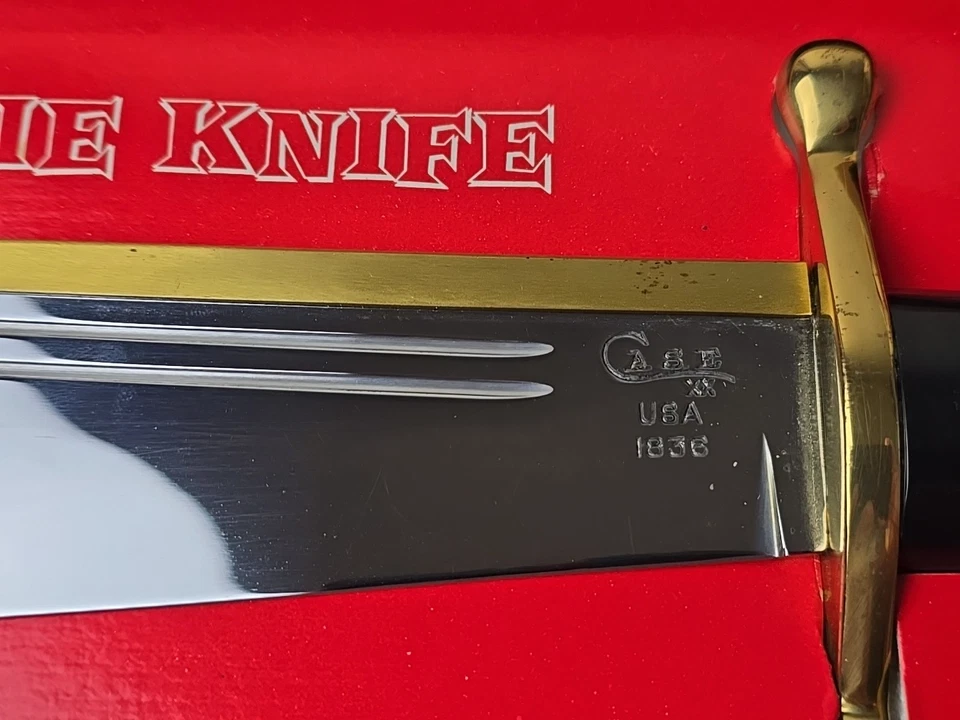 IE KNIFE
CASE
XX
USA
1836